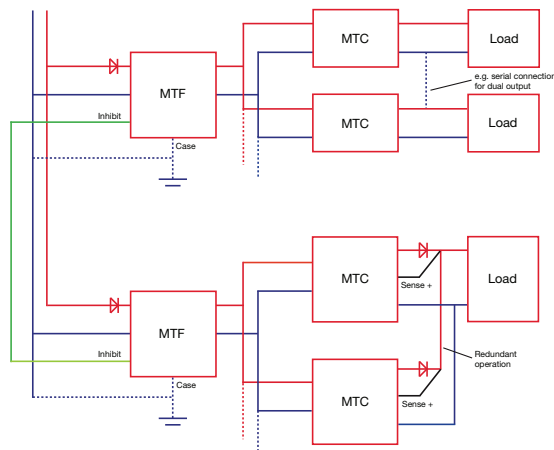 MTC
Load
e.g. serial connection
for dual output
MTF
Inhibit
Case
MTC
Load
MTC
Load
Sense +
MTF
Inhibit
Redundant
operation
Case
MTC
Sense +